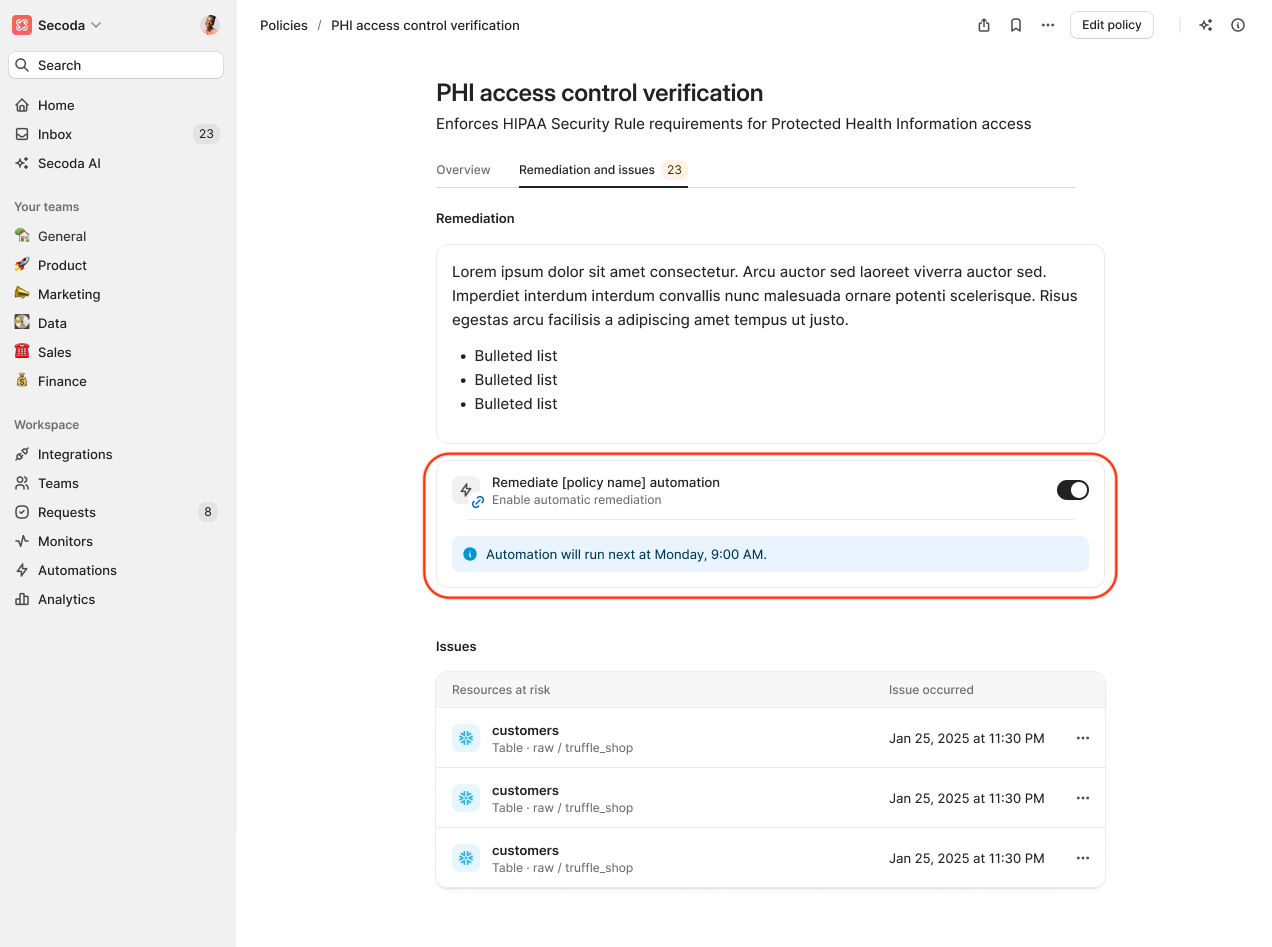 Secoda
Search
Home
Inbox 23
Secoda AI
Your teams
General
Product
Marketing
Data
Sales
Finance
Workspace
Integrations
Teams
Requests 8
Monitors
Automations
Analytics
Policies / PHI access control verification
Edit policy
PHI access control verification
Enforces HIPAA Security Rule requirements for Protected Health Information access
Overview Remediation and issues 23
Remediation
Lorem ipsum dolor sit amet consectetur. Arcu auctor sed laoreet viverra auctor sed.
Imperdiet interdum interdum convallis nunc malesuada ornare potenti scelerisque. Risus
egestas arcu facilisis a adipiscing amet tempus ut justo.
• Bulleted list
• Bulleted list
• Bulleted list
Remediate [policy name] automation
Enable automatic remediation
Automation will run next at Monday, 9:00 AM.
Issues
Resources at risk Issue occurred
customers
Table · raw / truffle_shop
Jan 25, 2025 at 11:30 PM
customers
Table · raw / truffle_shop
Jan 25, 2025 at 11:30 PM
customers
Table · raw / truffle_shop
Jan 25, 2025 at 11:30 PM